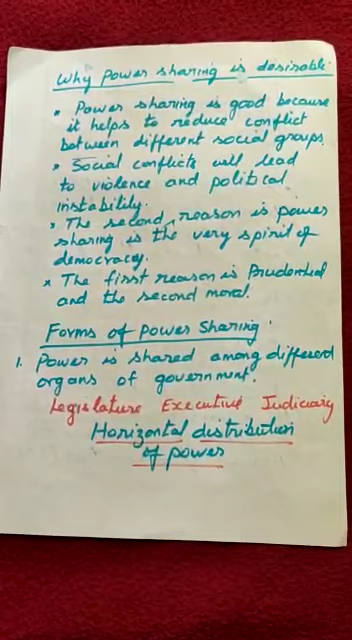 Why Power sharing is desirable
* Power sharing is good because
it helps to reduce conflict
between different social groups.
* Social conflicts will lead
to violence and political
instability.
* The second reason is power
sharing is the very spirit of
democracy.
* The first reason is Prudential
and the second moral.
Forms of Power Sharing
1. Power is shared among different
organs of government.
Legislature Executive Judiciary
Horizontal distribution
of power